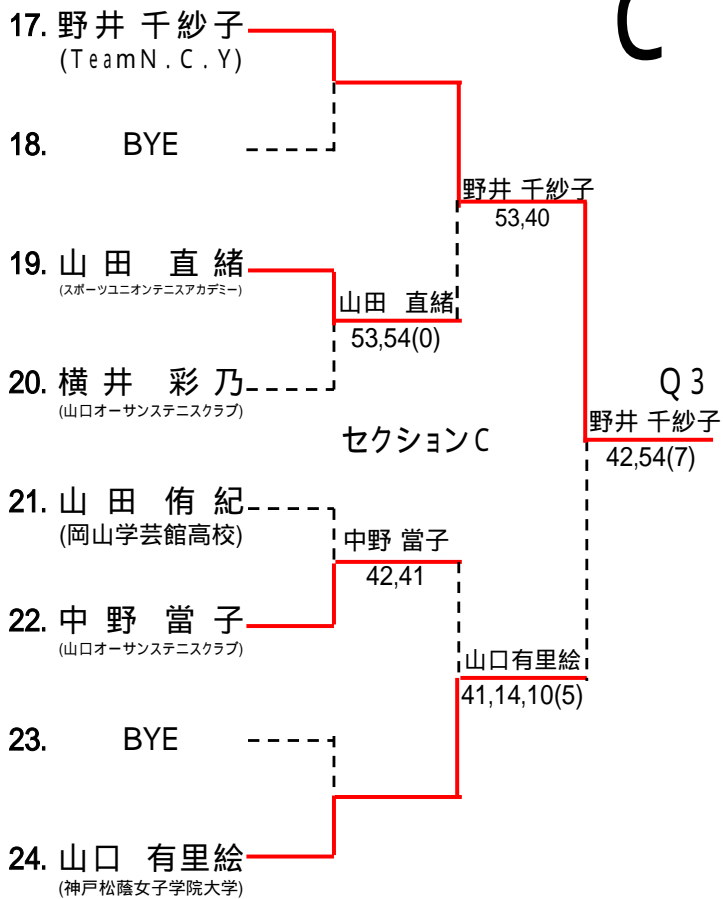 C
17. 野井 千紗子
(TeamN.C.Y)
18. BYE
野井 千紗子
53,40
19. 山田 直緒
(スポーツユニオンテニスアカデミー)
山田 直緒
53,54(0)
20. 横井 彩乃
(山口オーサンステニスクラブ)
Q3
野井 千紗子
42,54(7)
セクションC
21. 山田 侑紀
(岡山学芸館高校)
中野 當子
42,41
22. 中野 當子
(山口オーサンステニスクラブ)
山口有里絵
41,14,10(5)
23. BYE
24. 山口 有里絵
(神戸松蔭女子学院大学)